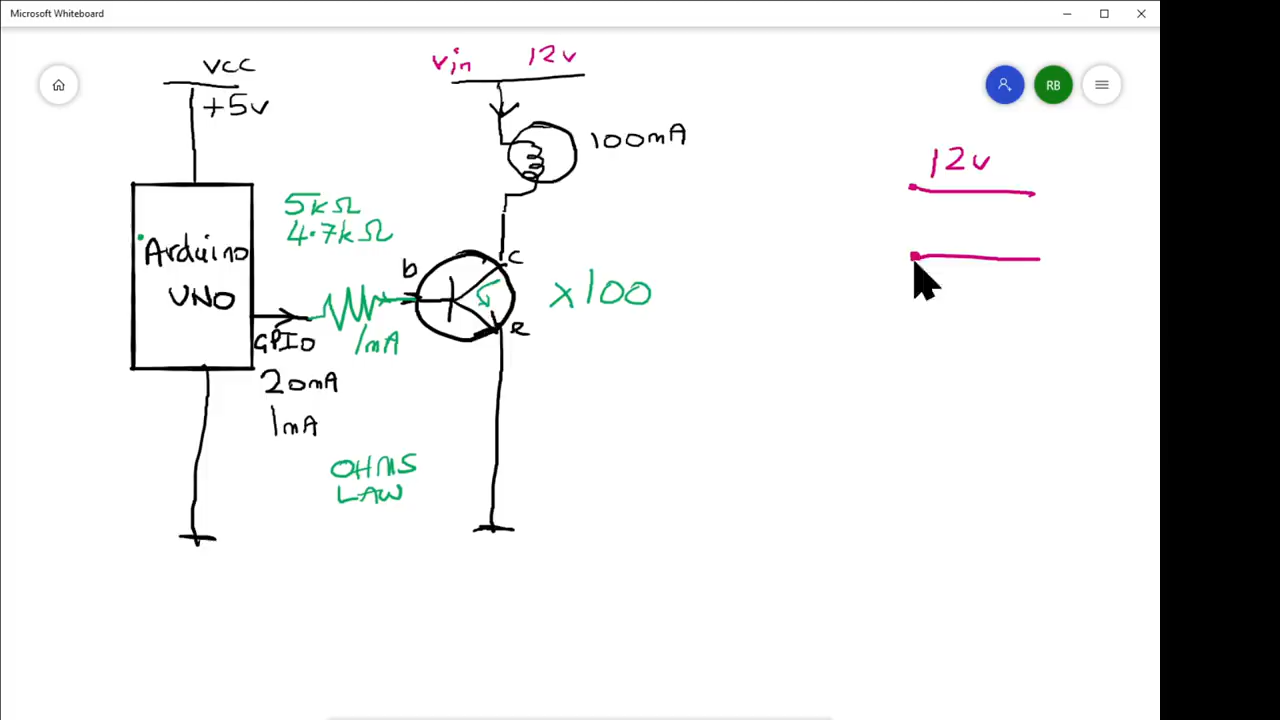 Microsoft Whiteboard
RB
VCC
+5v
Vin 12v
100mA
12v
5kΩ
4.7kΩ
Arduino
UNO
b
c
e
x100
GPIO
1mA
20mA
1mA
OHMS
LAW